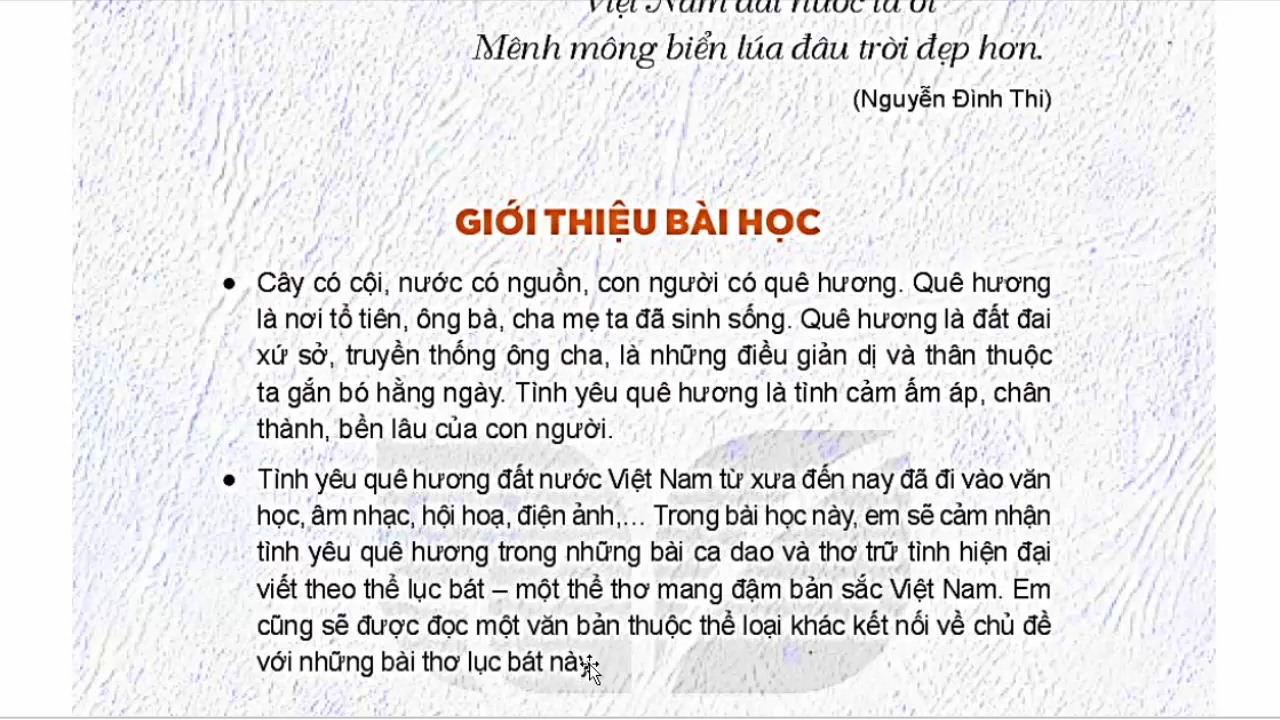 Việt Nam đất nước ta ơi
Mênh mông biển lúa đâu trời đẹp hơn.
(Nguyễn Đình Thi)
GIỚI THIỆU BÀI HỌC
● Cây có cội, nước có nguồn, con người có quê hương. Quê hương
là nơi tổ tiên, ông bà, cha mẹ ta đã sinh sống. Quê hương là đất đai
xứ sở, truyền thống ông cha, là những điều giản dị và thân thuộc
ta gắn bó hằng ngày. Tình yêu quê hương là tình cảm ấm áp, chân
thành, bền lâu của con người.
● Tình yêu quê hương đất nước Việt Nam từ xưa đến nay đã đi vào văn
học, âm nhạc, hội hoạ, điện ảnh,... Trong bài học này, em sẽ cảm nhận
tình yêu quê hương trong những bài ca dao và thơ trữ tình hiện đại
viết theo thể lục bát – một thể thơ mang đậm bản sắc Việt Nam. Em
cũng sẽ được đọc một văn bản thuộc thể loại khác kết nối về chủ đề
với những bài thơ lục bát này.